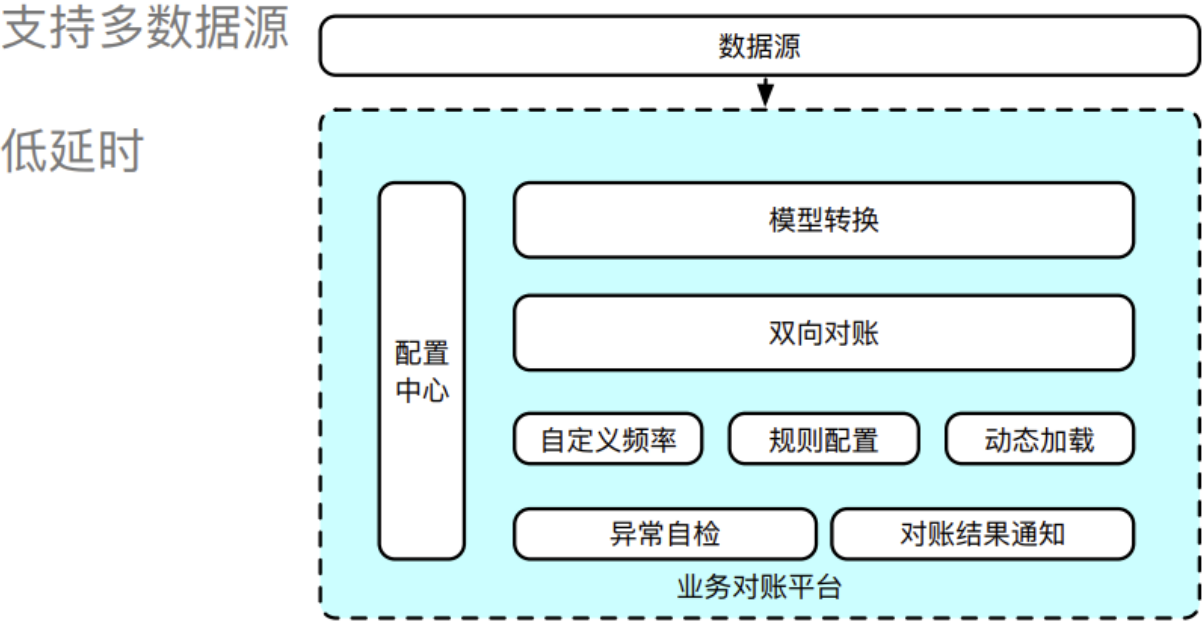 支持多数据源
低延时
数据源
模型转换
双向对账
配置
中心
自定义频率
规则配置
动态加载
异常自检
对账结果通知
业务对账平台